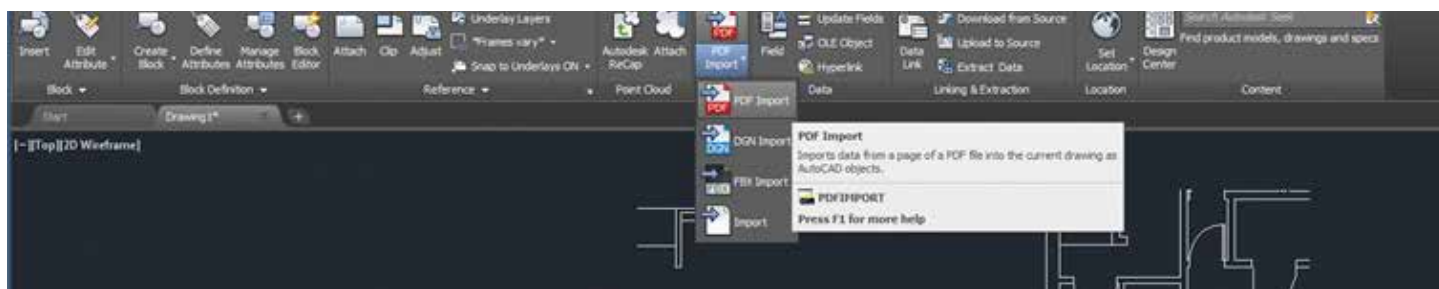 Insert
Edit
Attribute
Create
Block
Define
Attributes
Manage
Attributes
Block
Editor
Attach
Clip
Adjust
Underlay Layers
*Frames vary*
Snap to Underlays ON
Autodesk
ReCap
Attach
PDF
Import
Field
Update Fields
OLE Object
Hyperlink
Data
Link
Download from Source
Upload to Source
Extract Data
Set
Location
Design
Center
Search Autodesk Seek
Find product models, drawings and specs
Block
Block Definition
Reference
Point Cloud
Data
Linking & Extraction
Location
Content
Start
Drawing1*
[-][Top][2D Wireframe]
PDF
PDF Import
DGN
DGN Import
FBX
FBX Import
Import
PDF Import
Imports data from a page of a PDF file into the current drawing as
AutoCAD objects.
PDFIMPORT
Press F1 for more help